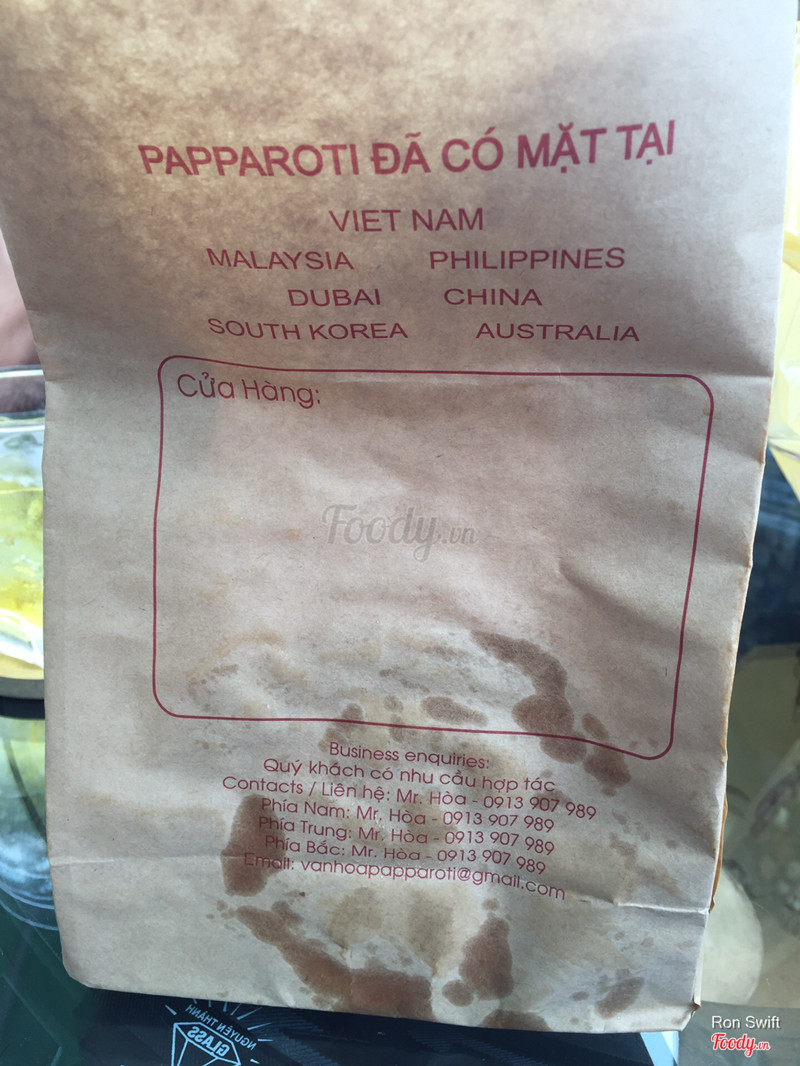 PAPPAROTI ĐÃ CÓ MẶT TẠI
VIET NAM
MALAYSIA PHILIPPINES
DUBAI CHINA
SOUTH KOREA AUSTRALIA
Cửa Hàng:
Foody.vn
Business enquiries:
Quý khách có nhu cầu hợp tác
Contacts / Liên hệ: Mr. Hòa - 0913 907 989
Phía Nam: Mr. Hòa - 0913 907 989
Phía Trung: Mr. Hòa - 0913 907 989
Phía Bắc: Mr. Hòa - 0913 907 989
Email: vanhoapapparoti@gmail.com
NGUYÊN THÀNH
GLASS
Ron Swift
Foody.vn